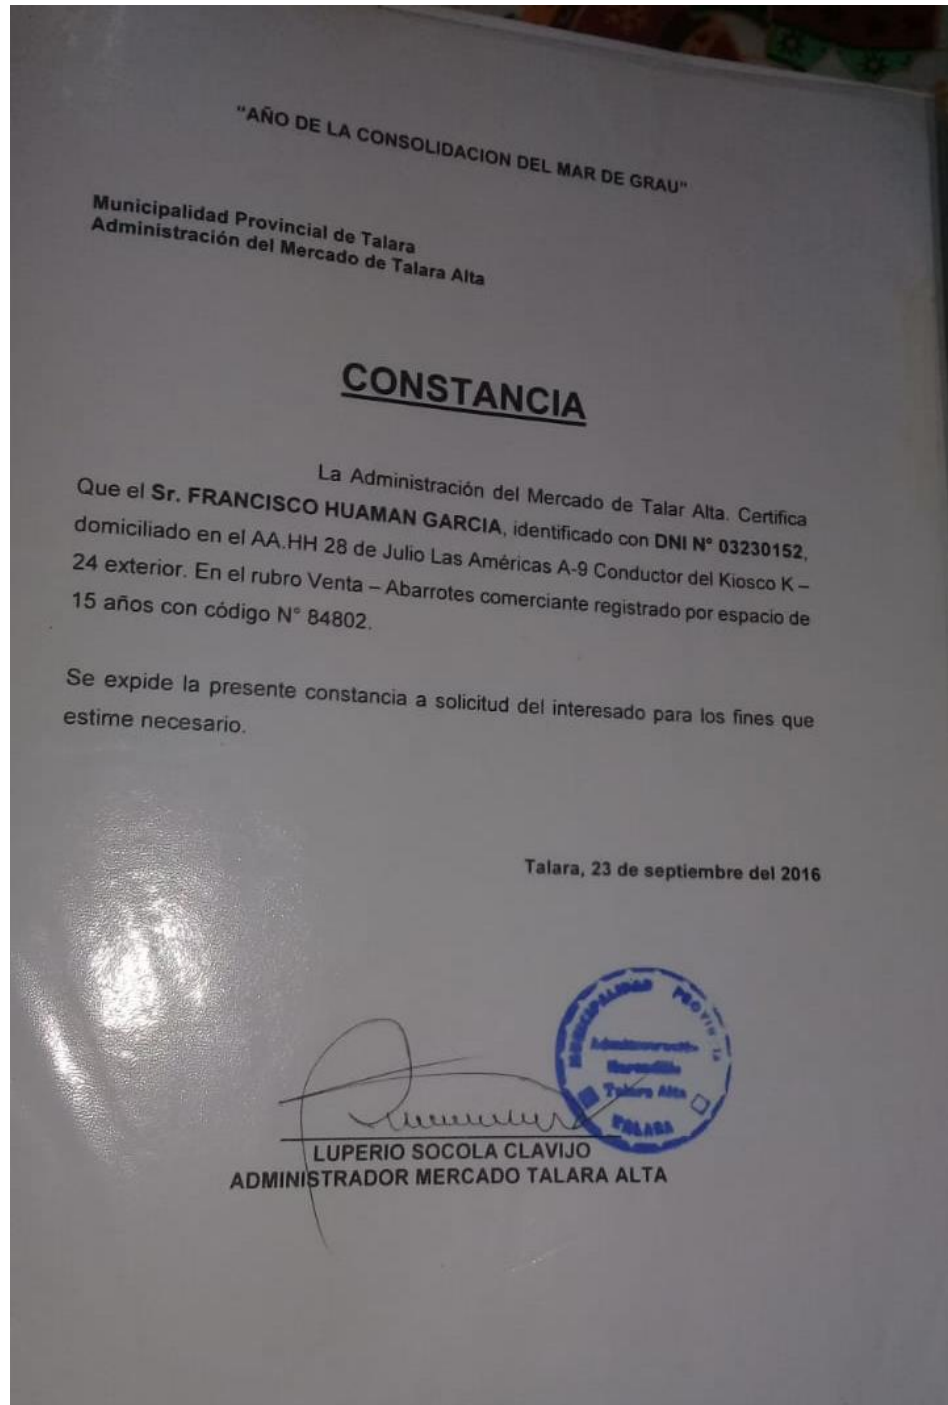 "AÑO DE LA CONSOLIDACION DEL MAR DE GRAU"
Municipalidad Provincial de Talara
Administración del Mercado de Talara Alta
CONSTANCIA
La Administración del Mercado de Talar Alta. Certifica
Que el Sr. FRANCISCO HUAMAN GARCIA, identificado con DNI N° 03230152,
domiciliado en el AA.HH 28 de Julio Las Américas A-9 Conductor del Kiosco K –
24 exterior. En el rubro Venta – Abarrotes comerciante registrado por espacio de
15 años con código N° 84802.
Se expide la presente constancia a solicitud del interesado para los fines que
estime necesario.
Talara, 23 de septiembre del 2016
MUNICIPALIDAD
Talara Alta
TALARA
LUPERIO SOCOLA CLAVIJO
ADMINISTRADOR MERCADO TALARA ALTA